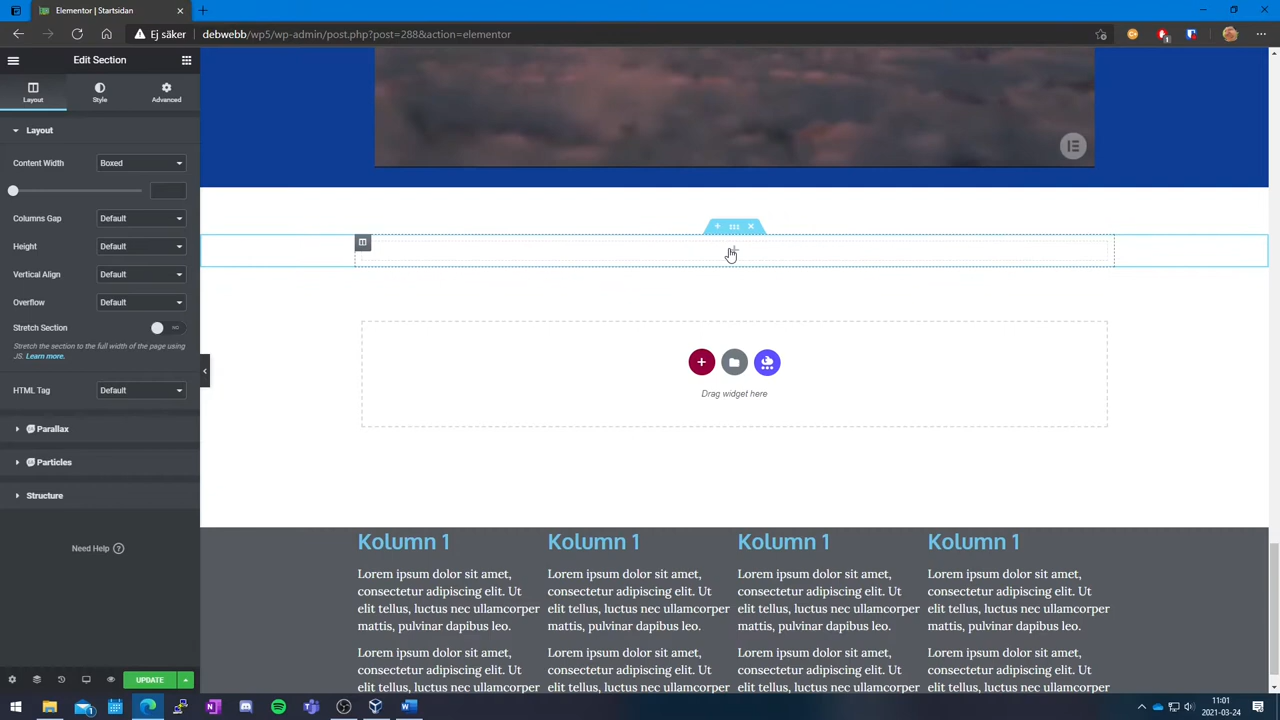 Elementor | Startsidan
Ej säker
debwebb/wp5/wp-admin/post.php?post=288&action=elementor
1
Edit Section
Layout
Style
Advanced
Layout
Content Width
Boxed
Columns Gap
Default
Height
Default
Vertical Align
Default
Overflow
Default
Stretch Section
NO
Stretch the section to the full width of the page using
JS. Learn more.
HTML Tag
Default
Parallax
Particles
Structure
Need Help
UPDATE
Drag widget here
Kolumn 1
Lorem ipsum dolor sit amet,
consectetur adipiscing elit. Ut
elit tellus, luctus nec ullamcorper
mattis, pulvinar dapibus leo.
Lorem ipsum dolor sit amet,
consectetur adipiscing elit. Ut
elit tellus, luctus nec ullamcorper
Kolumn 1
Lorem ipsum dolor sit amet,
consectetur adipiscing elit. Ut
elit tellus, luctus nec ullamcorper
mattis, pulvinar dapibus leo.
Lorem ipsum dolor sit amet,
consectetur adipiscing elit. Ut
elit tellus, luctus nec ullamcorper
Kolumn 1
Lorem ipsum dolor sit amet,
consectetur adipiscing elit. Ut
elit tellus, luctus nec ullamcorper
mattis, pulvinar dapibus leo.
Lorem ipsum dolor sit amet,
consectetur adipiscing elit. Ut
elit tellus, luctus nec ullamcorper
Kolumn 1
Lorem ipsum dolor sit amet,
consectetur adipiscing elit. Ut
elit tellus, luctus nec ullamcorper
mattis, pulvinar dapibus leo.
Lorem ipsum dolor sit amet,
consectetur adipiscing elit. Ut
elit tellus, luctus nec ullamcorper
11:01
2021-03-24